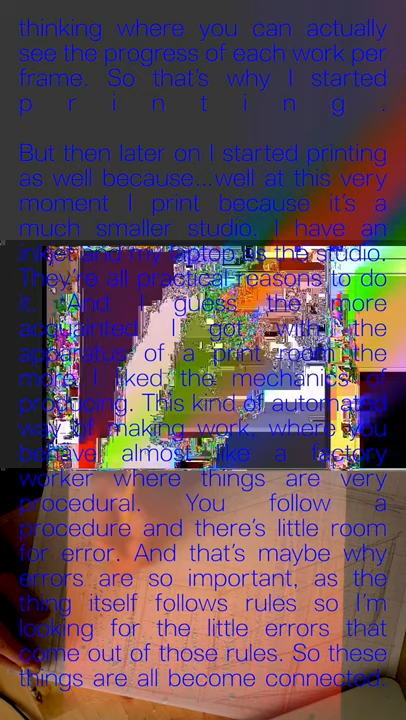 thinking where you can actually
see the progress of each work per
frame. So that's why I started
printing.
But then later on I started printing
as well because...well at this very
moment I print because it's a
much smaller studio. I have an
inkjet and my laptop is the studio.
They're all practical reasons to do
it. And I guess the more
acquainted I got with the
apparatus of a print room the
more I liked the mechanics of
producing. This kind of automated
way of making work, where you
behave almost like a factory
worker where things are very
procedural. You follow a
procedure and there's little room
for error. And that's maybe why
errors are so important, as the
thing itself follows rules so I'm
looking for the little errors that
come out of those rules. So these
things are all become connected.